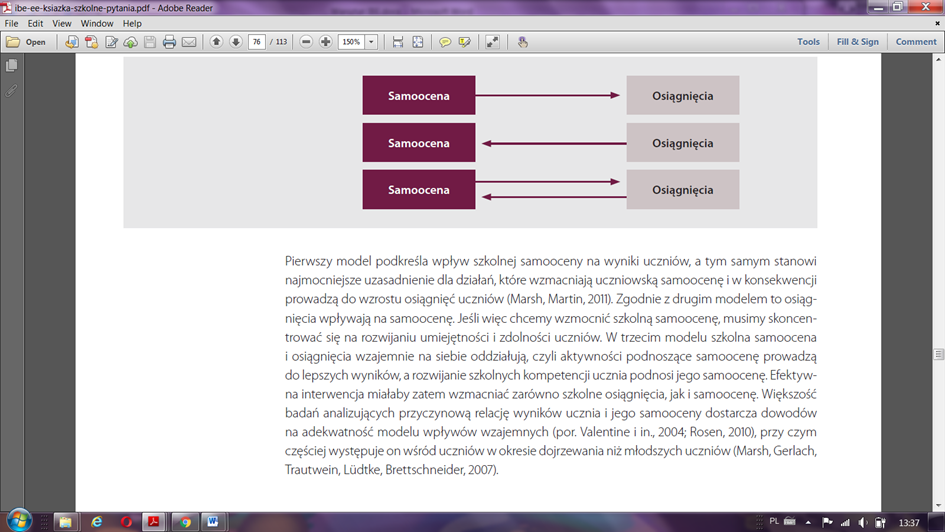 ibe-ee-ksiazka-szkolne-pytania.pdf - Adobe Reader
File Edit View Window Help
Open 76 / 113 150% Tools Fill & Sign Comment
Samoocena Osiągnięcia
Samoocena Osiągnięcia
Samoocena Osiągnięcia
Pierwszy model podkreśla wpływ szkolnej samooceny na wyniki uczniów, a tym samym stanowi
najmocniejsze uzasadnienie dla działań, które wzmacniają uczniowską samoocenę i w konsekwencji
prowadzą do wzrostu osiągnięć uczniów (Marsh, Martin, 2011). Zgodnie z drugim modelem to osiąg-
nięcia wpływają na samoocenę. Jeśli więc chcemy wzmocnić szkolną samoocenę, musimy skoncen-
trować się na rozwijaniu umiejętności i zdolności uczniów. W trzecim modelu szkolna samoocena
i osiągnięcia wzajemnie na siebie oddziałują, czyli aktywności podnoszące samoocenę prowadzą
do lepszych wyników, a rozwijanie szkolnych kompetencji ucznia podnosi jego samoocenę. Efektyw-
na interwencja miałaby zatem wzmacniać zarówno szkolne osiągnięcia, jak i samoocenę. Większość
badań analizujących przyczynową relację wyników ucznia i jego samooceny dostarcza dowodów
na adekwatność modelu wpływów wzajemnych (por. Valentine i in., 2004; Rosen, 2010), przy czym
częściej występuje on wśród uczniów w okresie dojrzewania niż młodszych uczniów (Marsh, Gerlach,
Trautwein, Lüdtke, Brettschneider, 2007).
PL 13:37